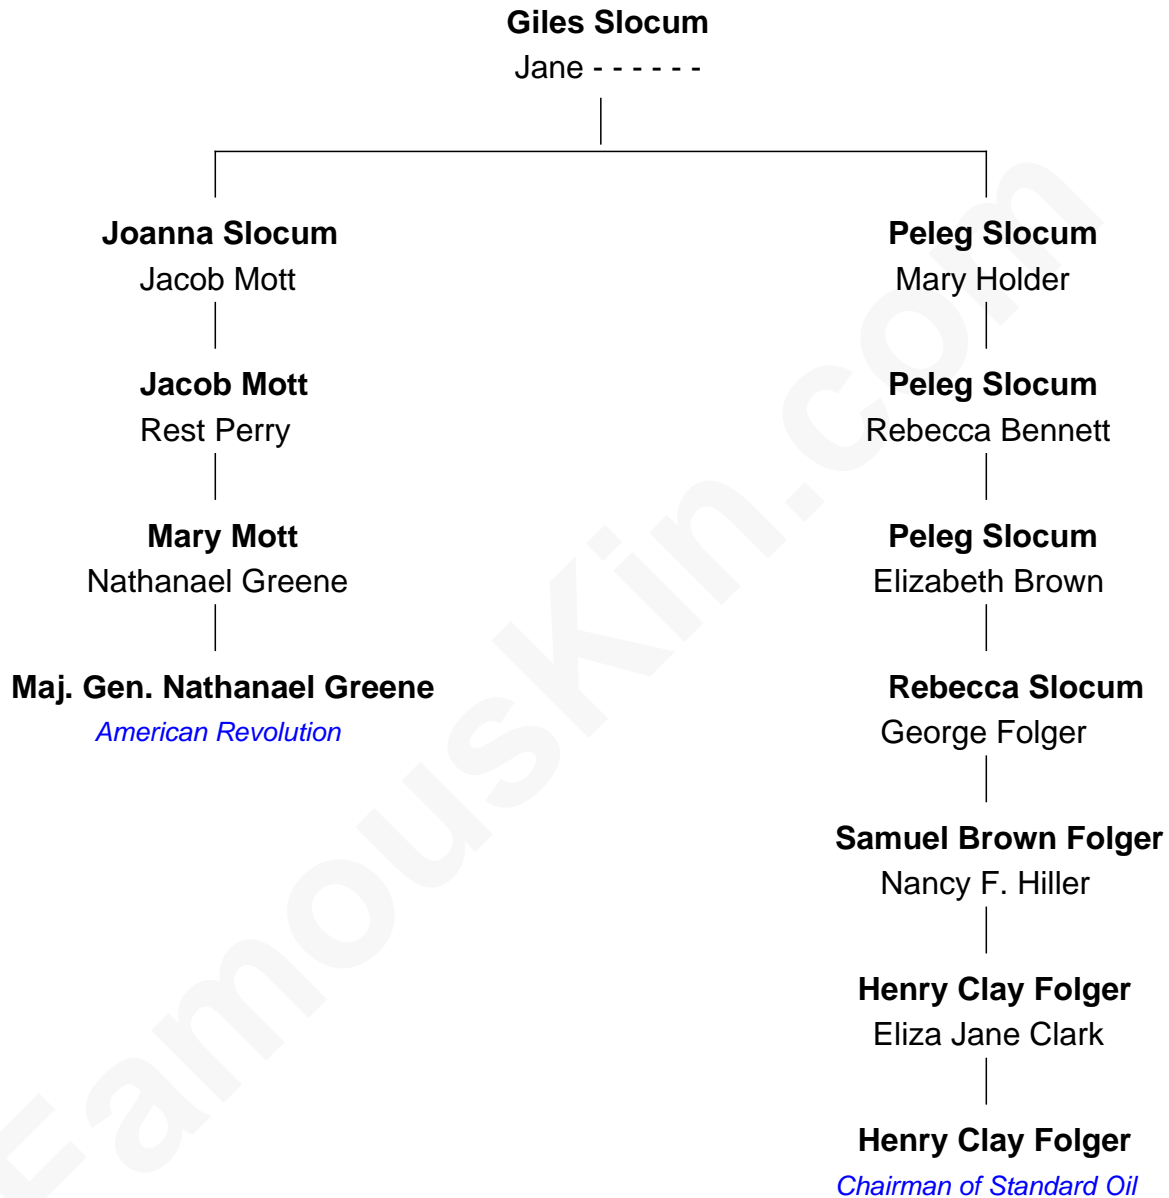 Giles Slocum
Jane - - - - - -
Joanna Slocum
Jacob Mott
Peleg Slocum
Mary Holder
Jacob Mott
Rest Perry
Peleg Slocum
Rebecca Bennett
Mary Mott
Nathanael Greene
Peleg Slocum
Elizabeth Brown
Maj. Gen. Nathanael Greene
American Revolution
Rebecca Slocum
George Folger
Samuel Brown Folger
Nancy F. Hiller
Henry Clay Folger
Eliza Jane Clark
Henry Clay Folger
Chairman of Standard Oil
FamousKin.com